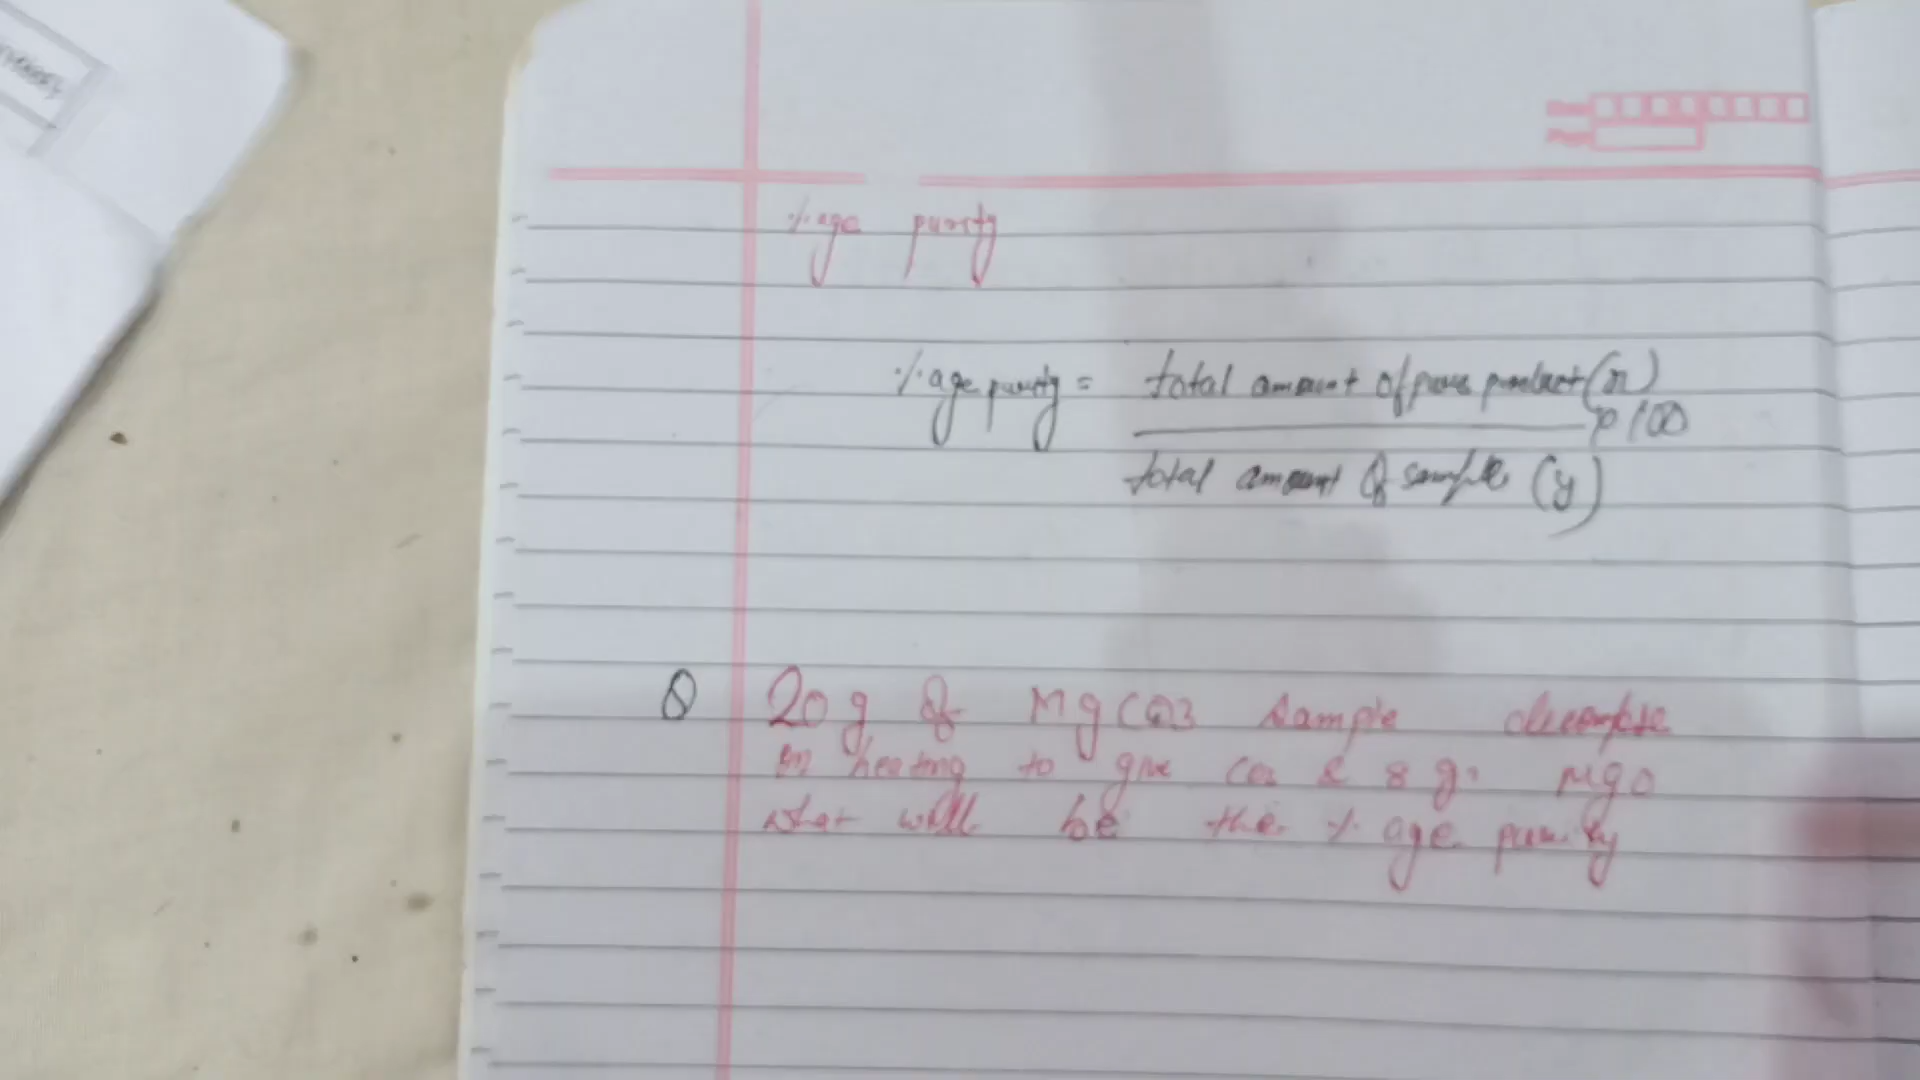 %age purity
%age purity = total amount of pure product (x)
× 100
total amount of sample (y)
Q 20 g of MgCO3 sample decompose
on heating to give CO2 & 8 g. MgO
what will be the % age purity